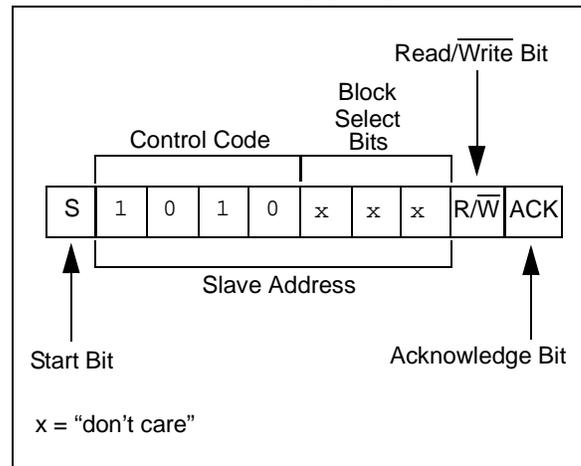 Read/Write Bit
Block
Select
Bits
Control Code
S 1 0 1 0 x x x R/W ACK
Slave Address
Start Bit
Acknowledge Bit
x = “don’t care”